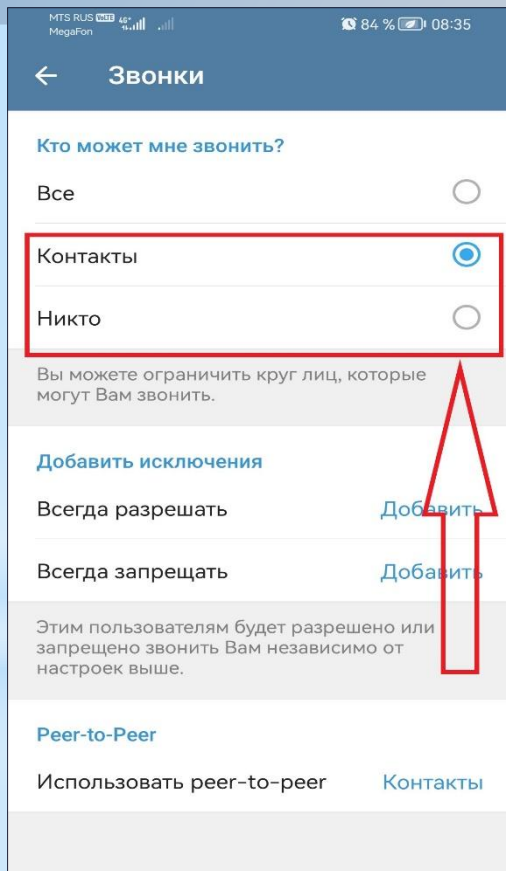 MTS RUS VoLTE 4G+
MegaFon
84 % 08:35
Звонки
Кто может мне звонить?
Все
Контакты
Никто
Вы можете ограничить круг лиц, которые
могут Вам звонить.
Добавить исключения
Всегда разрешать Добавить
Всегда запрещать Добавить
Этим пользователям будет разрешено или
запрещено звонить Вам независимо от
настроек выше.
Peer-to-Peer
Использовать peer-to-peer Контакты